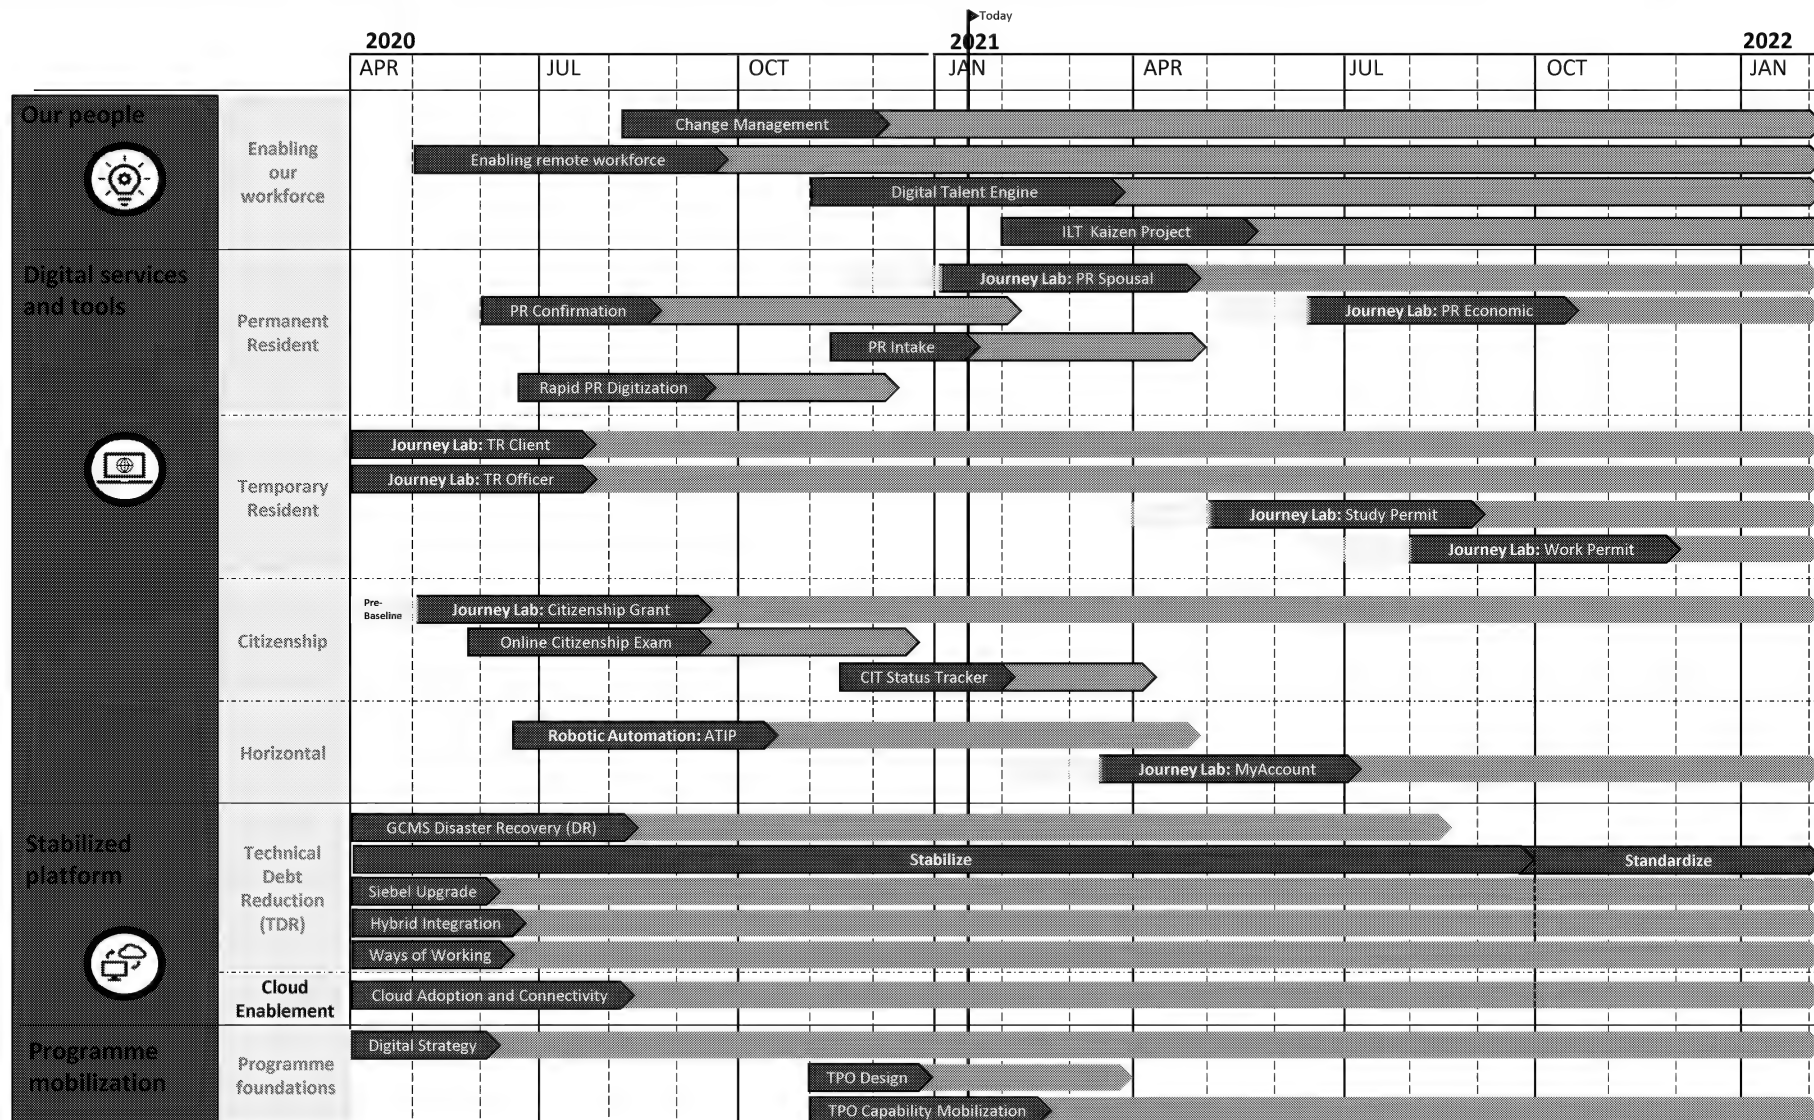 Today
2020 2021 2022
APR JUL OCT JAN APR JUL OCT JAN
Our people
Enabling
our
workforce
Change Management
Enabling remote workforce
Digital Talent Engine
ILT Kaizen Project
Digital services
and tools
Permanent
Resident
Journey Lab: PR Spousal
PR Confirmation
Journey Lab: PR Economic
PR Intake
Rapid PR Digitization
Temporary
Resident
Journey Lab: TR Client
Journey Lab: TR Officer
Journey Lab: Study Permit
Journey Lab: Work Permit
Citizenship
Pre-
Baseline
Journey Lab: Citizenship Grant
Online Citizenship Exam
CIT Status Tracker
Horizontal
Robotic Automation: ATIP
Journey Lab: MyAccount
Stabilized
platform
Technical
Debt
Reduction
(TDR)
GCMS Disaster Recovery (DR)
Stabilize Standardize
Siebel Upgrade
Hybrid Integration
Ways of Working
Cloud
Enablement
Cloud Adoption and Connectivity
Programme
mobilization
Programme
foundations
Digital Strategy
TPO Design
TPO Capability Mobilization